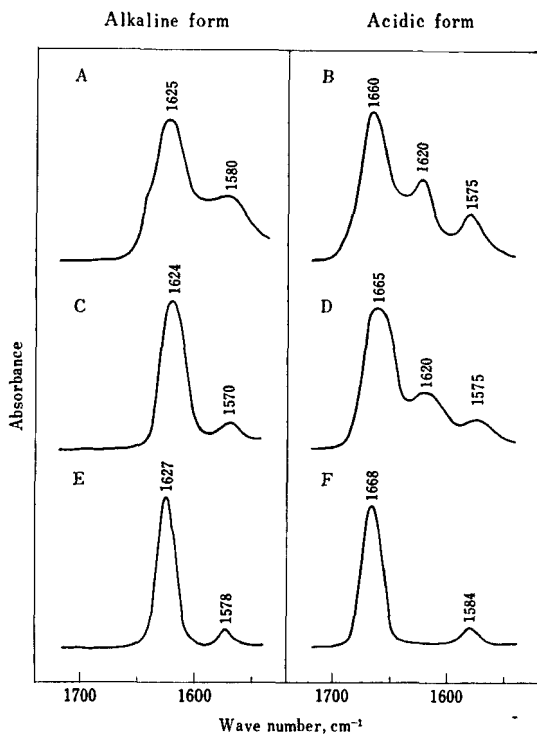 Alkaline form Acidic form
A B
1625 1580 1660 1620 1575
C D
1624 1570 1665 1620 1575
E F
1627 1578 1668 1584
Absorbance
1700 1600 1700 1600
Wave number, cm⁻¹